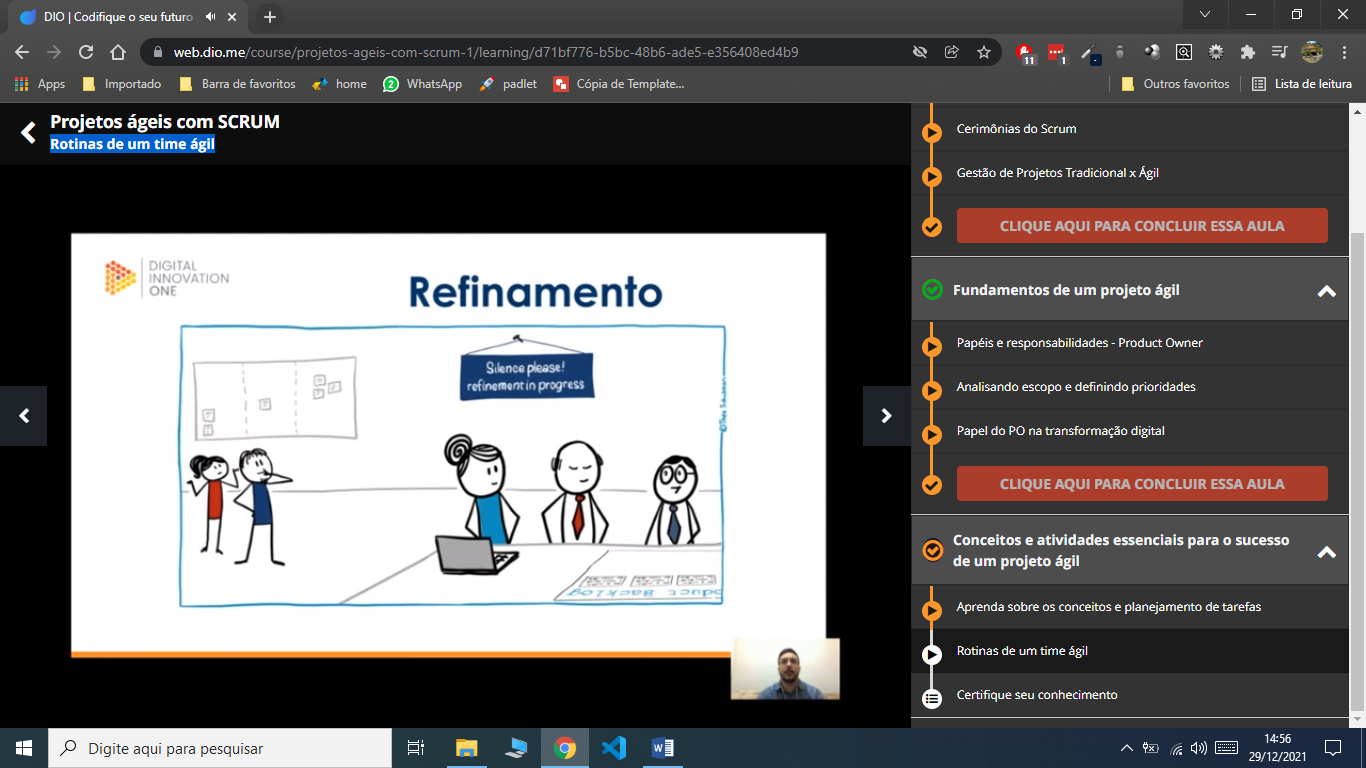 DIO | Codifique o seu futuro
web.dio.me/course/projetos-ageis-com-scrum-1/learning/d71bf776-b5bc-48b6-ade5-e356408ed4b9
11
1
Apps
Importado
Barra de favoritos
home
2
WhatsApp
padlet
Cópia de Template...
Outros favoritos
Lista de leitura
Projetos ágeis com SCRUM
Rotinas de um time ágil
DIGITAL
INNOVATION
ONE
Refinamento
Silence please!
refinement in progress
Cerimônias do Scrum
Gestão de Projetos Tradicional x Ágil
CLIQUE AQUI PARA CONCLUIR ESSA AULA
Fundamentos de um projeto ágil
Papéis e responsabilidades - Product Owner
Analisando escopo e definindo prioridades
Papel do PO na transformação digital
CLIQUE AQUI PARA CONCLUIR ESSA AULA
Conceitos e atividades essenciais para o sucesso
de um projeto ágil
Aprenda sobre os conceitos e planejamento de tarefas
Rotinas de um time ágil
Certifique seu conhecimento
Digite aqui para pesquisar
14:56
29/12/2021